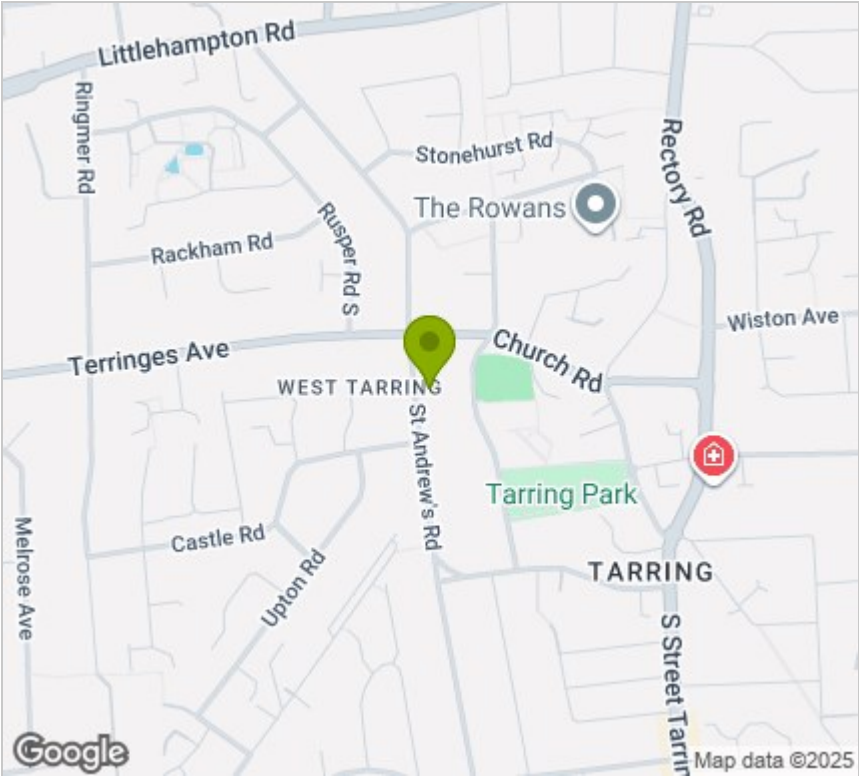 Littlehampton Rd
Ringmer Rd
Stonehurst Rd
Rectory Rd
The Rowans
Rusper Rd S
Rackham Rd
Wiston Ave
Church Rd
Terringes Ave
WEST TARRING
St Andrew's Rd
Tarring Park
Castle Rd
Melrose Ave
Upton Rd
TARRING
S Street Tarrin
Google
Map data ©2025